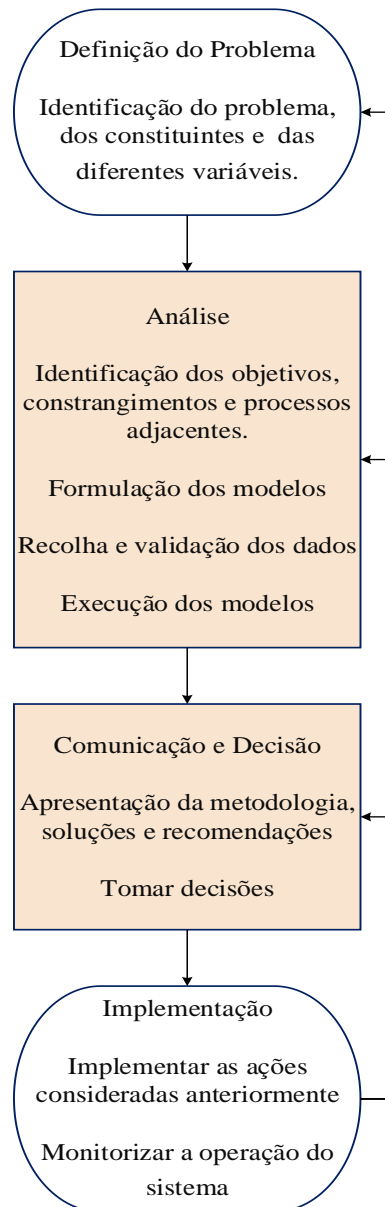 Definição do Problema
Identificação do problema,
dos constituintes e das
diferentes variáveis.
Análise
Identificação dos objetivos,
constrangimentos e processos
adjacentes.
Formulação dos modelos
Recolha e validação dos dados
Execução dos modelos
Comunicação e Decisão
Apresentação da metodologia,
soluções e recomendações
Tomar decisões
Implementação
Implementar as ações
consideradas anteriormente
Monitorizar a operação do
sistema